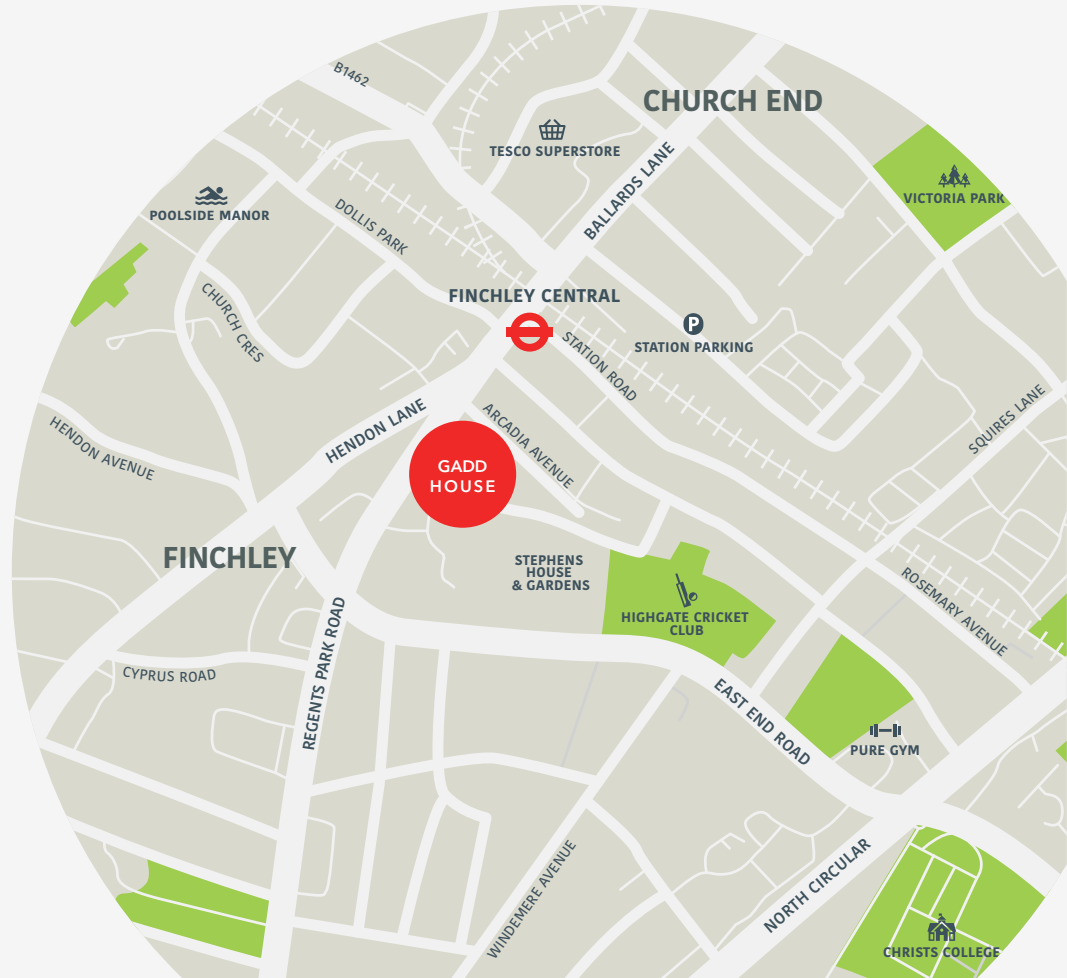 B1462
CHURCH END
TESCO SUPERSTORE
BALLARDS LANE
VICTORIA PARK
POOLSIDE MANOR
DOLLIS PARK
FINCHLEY CENTRAL
CHURCH CRES
P
STATION PARKING
STATION ROAD
HENDON LANE
ARCADIA AVENUE
SQUIRES LANE
HENDON AVENUE
GADD
HOUSE
FINCHLEY
STEPHENS
HOUSE
& GARDENS
HIGHGATE CRICKET
CLUB
ROSEMARY AVENUE
CYPRUS ROAD
REGENTS PARK ROAD
EAST END ROAD
PURE GYM
WINDEMERE AVENUE
NORTH CIRCULAR
CHRISTS COLLEGE